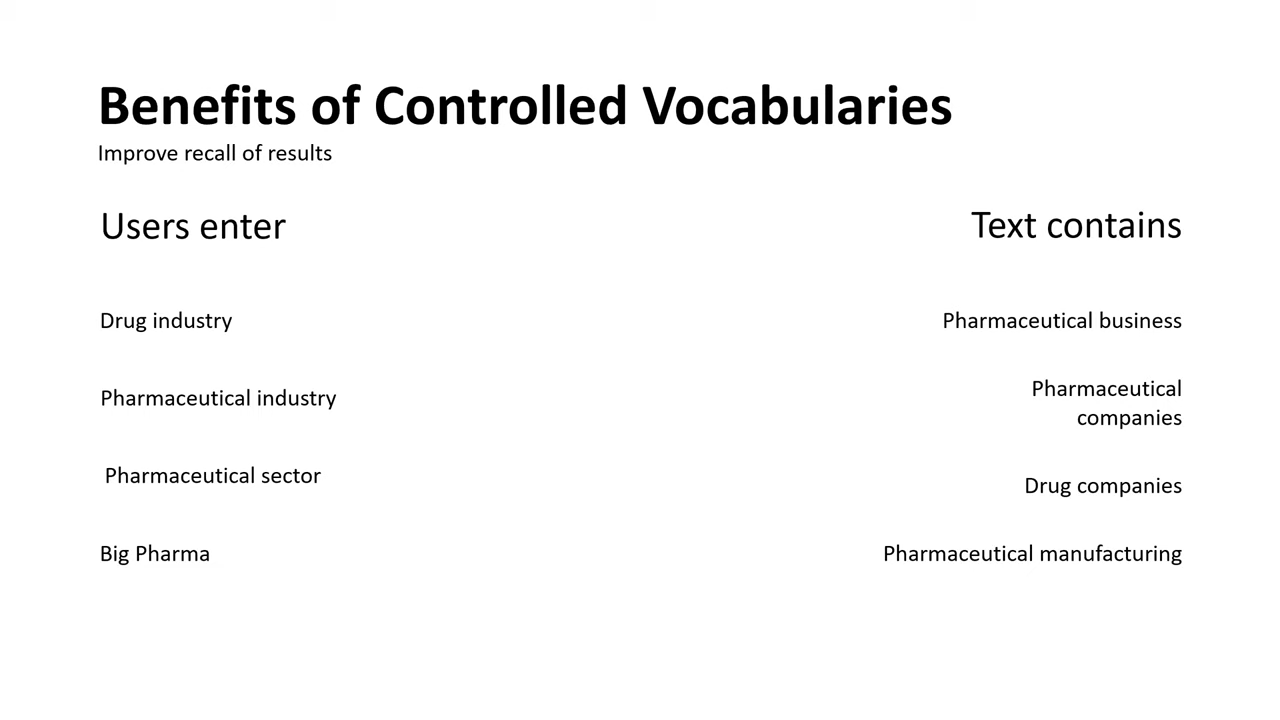 Benefits of Controlled Vocabularies
Improve recall of results
Users enter
Drug industry
Pharmaceutical industry
Pharmaceutical sector
Big Pharma
Text contains
Pharmaceutical business
Pharmaceutical
companies
Drug companies
Pharmaceutical manufacturing